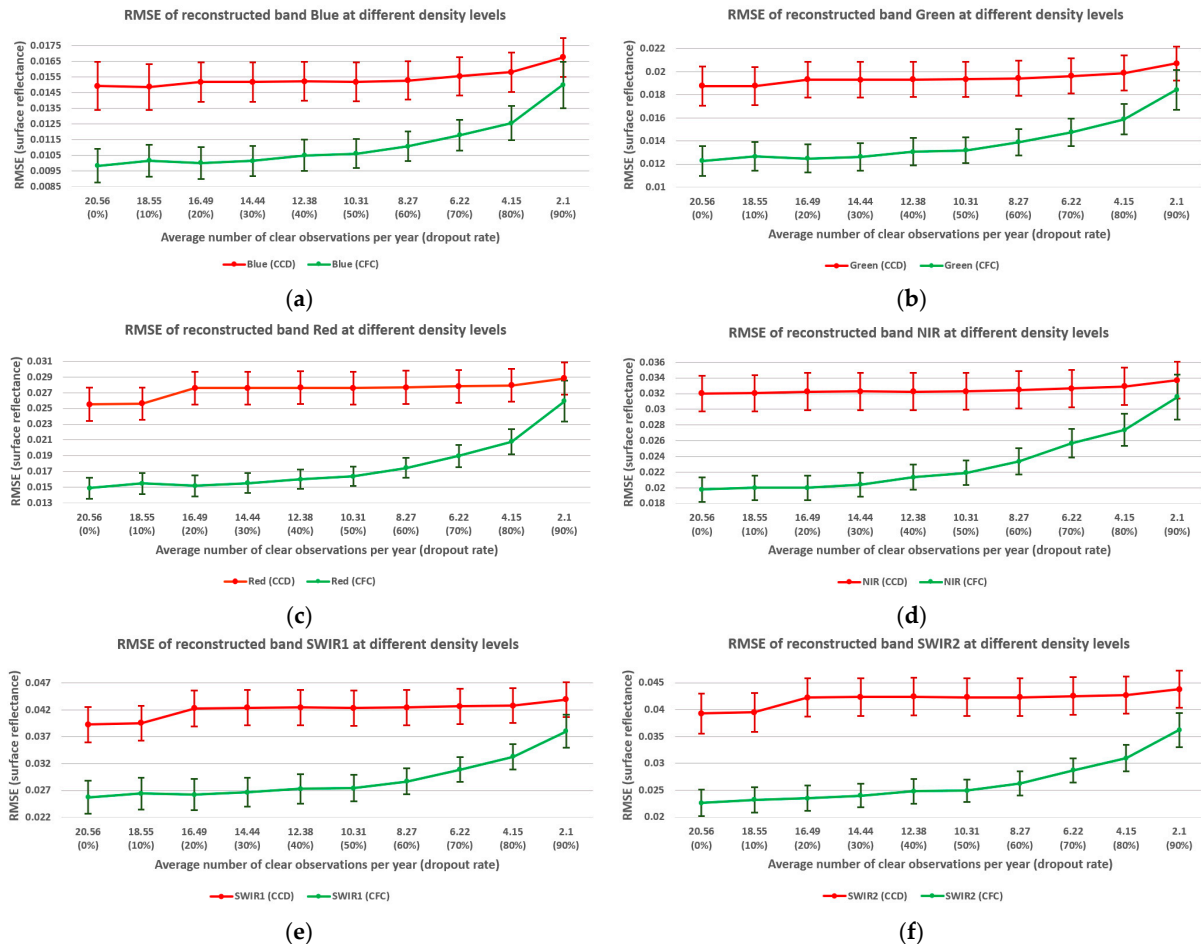 RMSE of reconstructed band Blue at different density levels
RMSE (surface reflectance)
0.0175
0.0165
0.0155
0.0145
0.0135
0.0125
0.0115
0.0105
0.0095
0.0085
20.56 18.55 16.49 14.44 12.38 10.31 8.27 6.22 4.15 2.1
(0%) (10%) (20%) (30%) (40%) (50%) (60%) (70%) (80%) (90%)
Average number of clear observations per year (dropout rate)
Blue (CCD) Blue (CFC)
(a)
RMSE of reconstructed band Green at different density levels
RMSE (surface reflectance)
0.022
0.02
0.018
0.016
0.014
0.012
0.01
20.56 18.55 16.49 14.44 12.38 10.31 8.27 6.22 4.15 2.1
(0%) (10%) (20%) (30%) (40%) (50%) (60%) (70%) (80%) (90%)
Average number of clear observations per year (dropout rate)
Green (CCD) Green (CFC)
(b)
RMSE of reconstructed band Red at different density levels
RMSE (surface reflectance)
0.031
0.029
0.027
0.025
0.023
0.021
0.019
0.017
0.015
0.013
20.56 18.55 16.49 14.44 12.38 10.31 8.27 6.22 4.15 2.1
(0%) (10%) (20%) (30%) (40%) (50%) (60%) (70%) (80%) (90%)
Average number of clear observations per year (dropout rate)
Red (CCD) Red (CFC)
(c)
RMSE of reconstructed band NIR at different density levels
RMSE (surface reflectance)
0.036
0.034
0.032
0.03
0.028
0.026
0.024
0.022
0.02
0.018
20.56 18.55 16.49 14.44 12.38 10.31 8.27 6.22 4.15 2.1
(0%) (10%) (20%) (30%) (40%) (50%) (60%) (70%) (80%) (90%)
Average number of clear observations per year (dropout rate)
NIR (CCD) NIR (CFC)
(d)
RMSE of reconstructed band SWIR1 at different density levels
RMSE (surface reflectance)
0.047
0.042
0.037
0.032
0.027
0.022
20.56 18.55 16.49 14.44 12.38 10.31 8.27 6.22 4.15 2.1
(0%) (10%) (20%) (30%) (40%) (50%) (60%) (70%) (80%) (90%)
Average number of clear observations per year (dropout rate)
SWIR1 (CCD) SWIR1 (CFC)
(e)
RMSE of reconstructed band SWIR2 at different density levels
RMSE (surface reflectance)
0.045
0.04
0.035
0.03
0.025
0.02
20.56 18.55 16.49 14.44 12.38 10.31 8.27 6.22 4.15 2.1
(0%) (10%) (20%) (30%) (40%) (50%) (60%) (70%) (80%) (90%)
Average number of clear observations per year (dropout rate)
SWIR2 (CCD) SWIR2 (CFC)
(f)